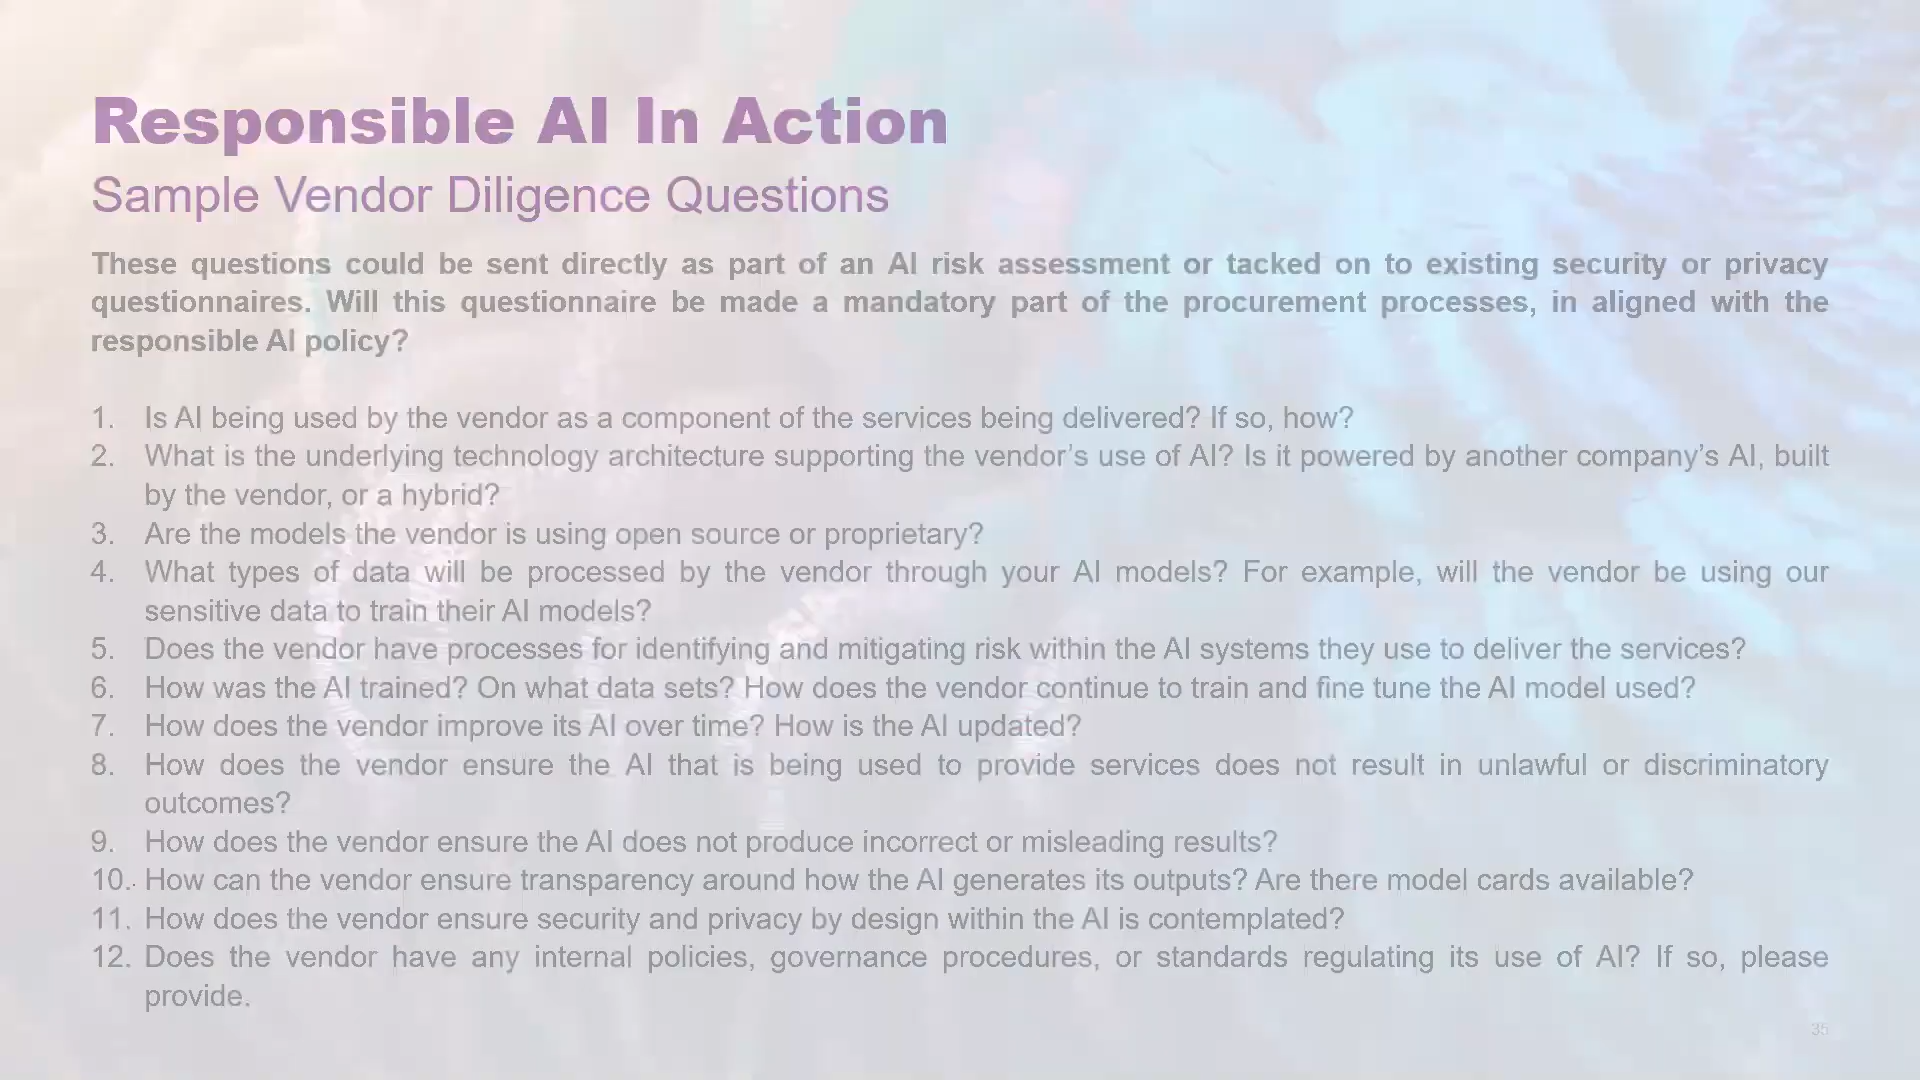 Responsible AI In Action
Sample Vendor Diligence Questions
These questions could be sent directly as part of an AI risk assessment or tacked on to existing security or privacy
questionnaires. Will this questionnaire be made a mandatory part of the procurement processes, in aligned with the
responsible AI policy?
1. Is AI being used by the vendor as a component of the services being delivered? If so, how?
2. What is the underlying technology architecture supporting the vendor's use of AI? Is it powered by another company's AI, built
by the vendor, or a hybrid?
3. Are the models the vendor is using open source or proprietary?
4. What types of data will be processed by the vendor through your AI models? For example, will the vendor be using our
sensitive data to train their AI models?
5. Does the vendor have processes for identifying and mitigating risk within the AI systems they use to deliver the services?
6. How was the AI trained? On what data sets? How does the vendor continue to train and fine tune the AI model used?
7. How does the vendor improve its AI over time? How is the AI updated?
8. How does the vendor ensure the AI that is being used to provide services does not result in unlawful or discriminatory
outcomes?
9. How does the vendor ensure the AI does not produce incorrect or misleading results?
10. How can the vendor ensure transparency around how the AI generates its outputs? Are there model cards available?
11. How does the vendor ensure security and privacy by design within the AI is contemplated?
12. Does the vendor have any internal policies, governance procedures, or standards regulating its use of AI? If so, please
provide.
35